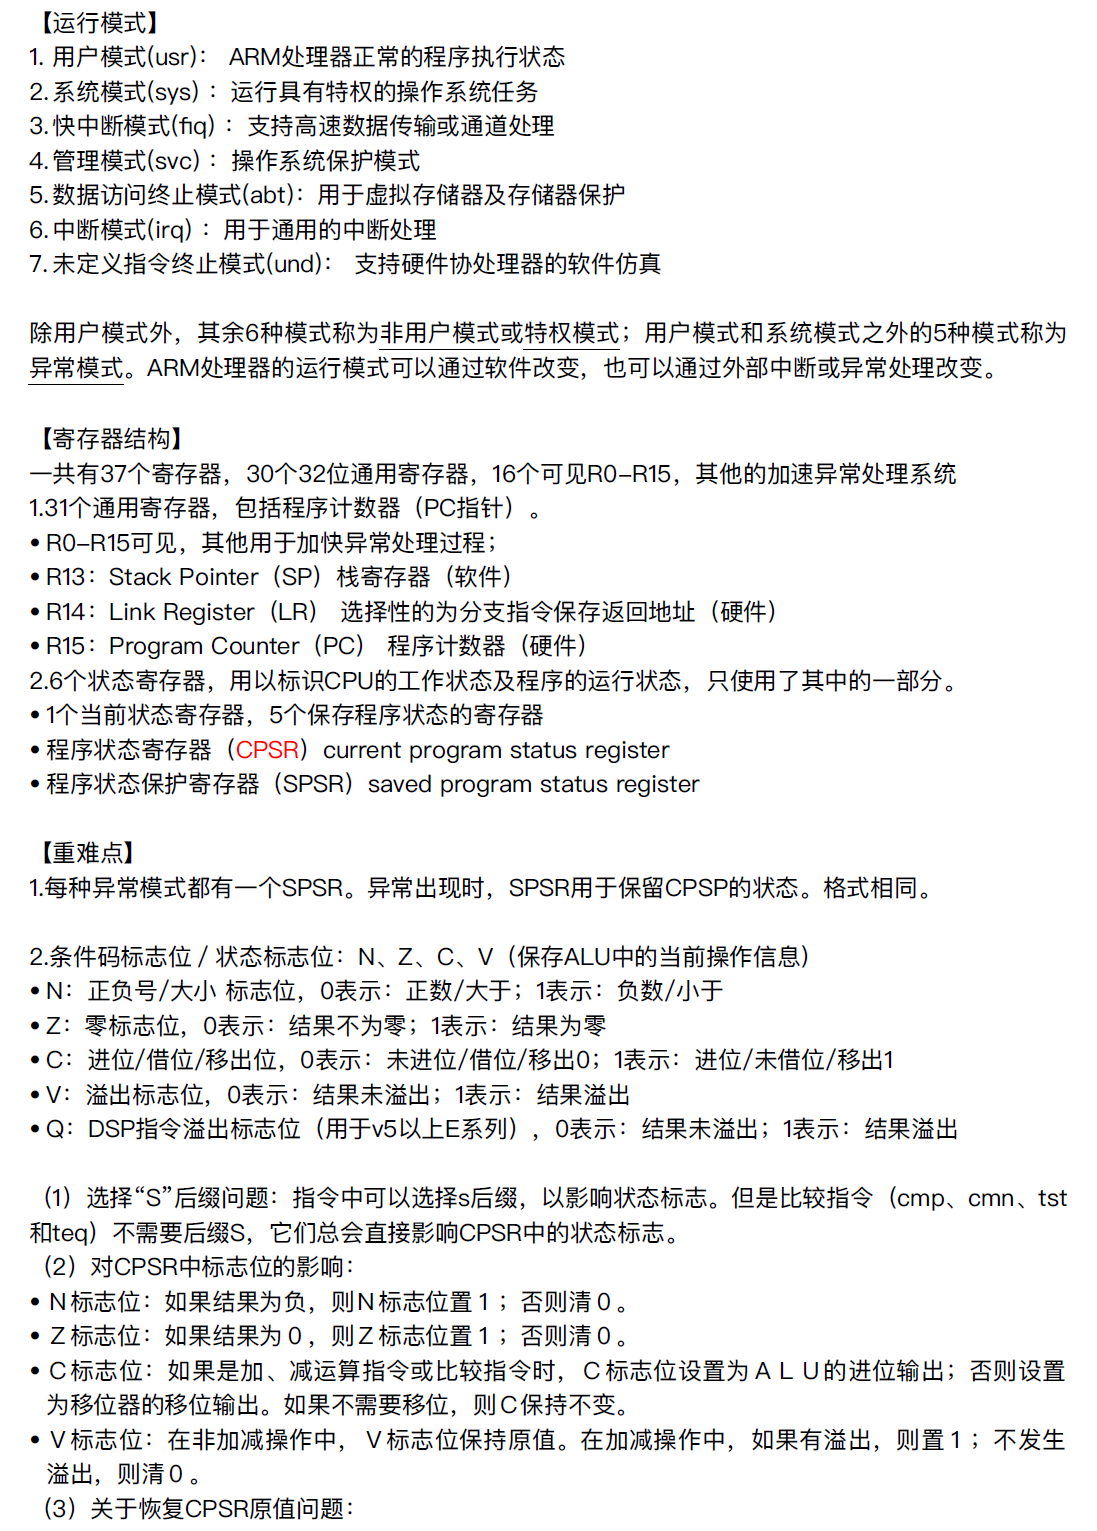 【运行模式】
1. 用户模式(usr)： ARM处理器正常的程序执行状态
2. 系统模式(sys) ：运行具有特权的操作系统任务
3. 快中断模式(fiq) ：支持高速数据传输或通道处理
4. 管理模式(svc) ：操作系统保护模式
5. 数据访问终止模式(abt)：用于虚拟存储器及存储器保护
6. 中断模式(irq) ：用于通用的中断处理
7. 未定义指令终止模式(und)： 支持硬件协处理器的软件仿真
除用户模式外，其余6种模式称为非用户模式或特权模式；用户模式和系统模式之外的5种模式称为
异常模式。ARM处理器的运行模式可以通过软件改变，也可以通过外部中断或异常处理改变。
【寄存器结构】
一共有37个寄存器，30个32位通用寄存器，16个可见R0-R15，其他的加速异常处理系统
1.31个通用寄存器，包括程序计数器（PC指针）。
• R0-R15可见，其他用于加快异常处理过程；
• R13：Stack Pointer（SP）栈寄存器（软件）
• R14：Link Register（LR） 选择性的为分支指令保存返回地址（硬件）
• R15：Program Counter（PC） 程序计数器（硬件）
2.6个状态寄存器，用以标识CPU的工作状态及程序的运行状态，只使用了其中的一部分。
• 1个当前状态寄存器，5个保存程序状态的寄存器
• 程序状态寄存器（CPSR）current program status register
• 程序状态保护寄存器（SPSR）saved program status register
【重难点】
1.每种异常模式都有一个SPSR。异常出现时，SPSR用于保留CPSP的状态。格式相同。
2.条件码标志位 / 状态标志位：N、Z、C、V（保存ALU中的当前操作信息）
• N：正负号/大小 标志位，0表示：正数/大于；1表示：负数/小于
• Z：零标志位，0表示：结果不为零；1表示：结果为零
• C：进位/借位/移出位，0表示：未进位/借位/移出0；1表示：进位/未借位/移出1
• V：溢出标志位，0表示：结果未溢出；1表示：结果溢出
• Q：DSP指令溢出标志位（用于v5以上E系列），0表示：结果未溢出；1表示：结果溢出
（1）选择“S”后缀问题：指令中可以选择s后缀，以影响状态标志。但是比较指令（cmp、cmn、tst
和teq）不需要后缀S，它们总会直接影响CPSR中的状态标志。
（2）对CPSR中标志位的影响：
• Ｎ标志位：如果结果为负，则Ｎ标志位置１；否则清０。
• Ｚ标志位：如果结果为０，则Ｚ标志位置１；否则清０。
• Ｃ标志位：如果是加、减运算指令或比较指令时，Ｃ标志位设置为ＡＬＵ的进位输出；否则设置
为移位器的移位输出。如果不需要移位，则Ｃ保持不变。
• Ｖ标志位：在非加减操作中，Ｖ标志位保持原值。在加减操作中，如果有溢出，则置１；不发生
溢出，则清０。
（3）关于恢复CPSR原值问题：